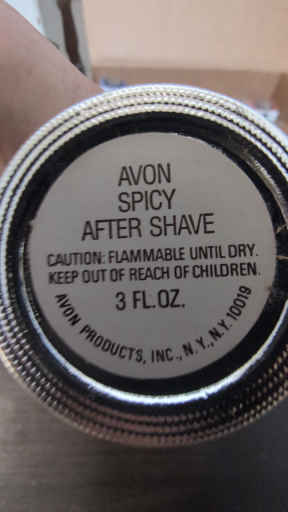 AVON
SPICY
AFTER SHAVE
CAUTION: FLAMMABLE UNTIL DRY.
KEEP OUT OF REACH OF CHILDREN.
3 FL. OZ.
AVON PRODUCTS, INC., N.Y., N.Y. 10019